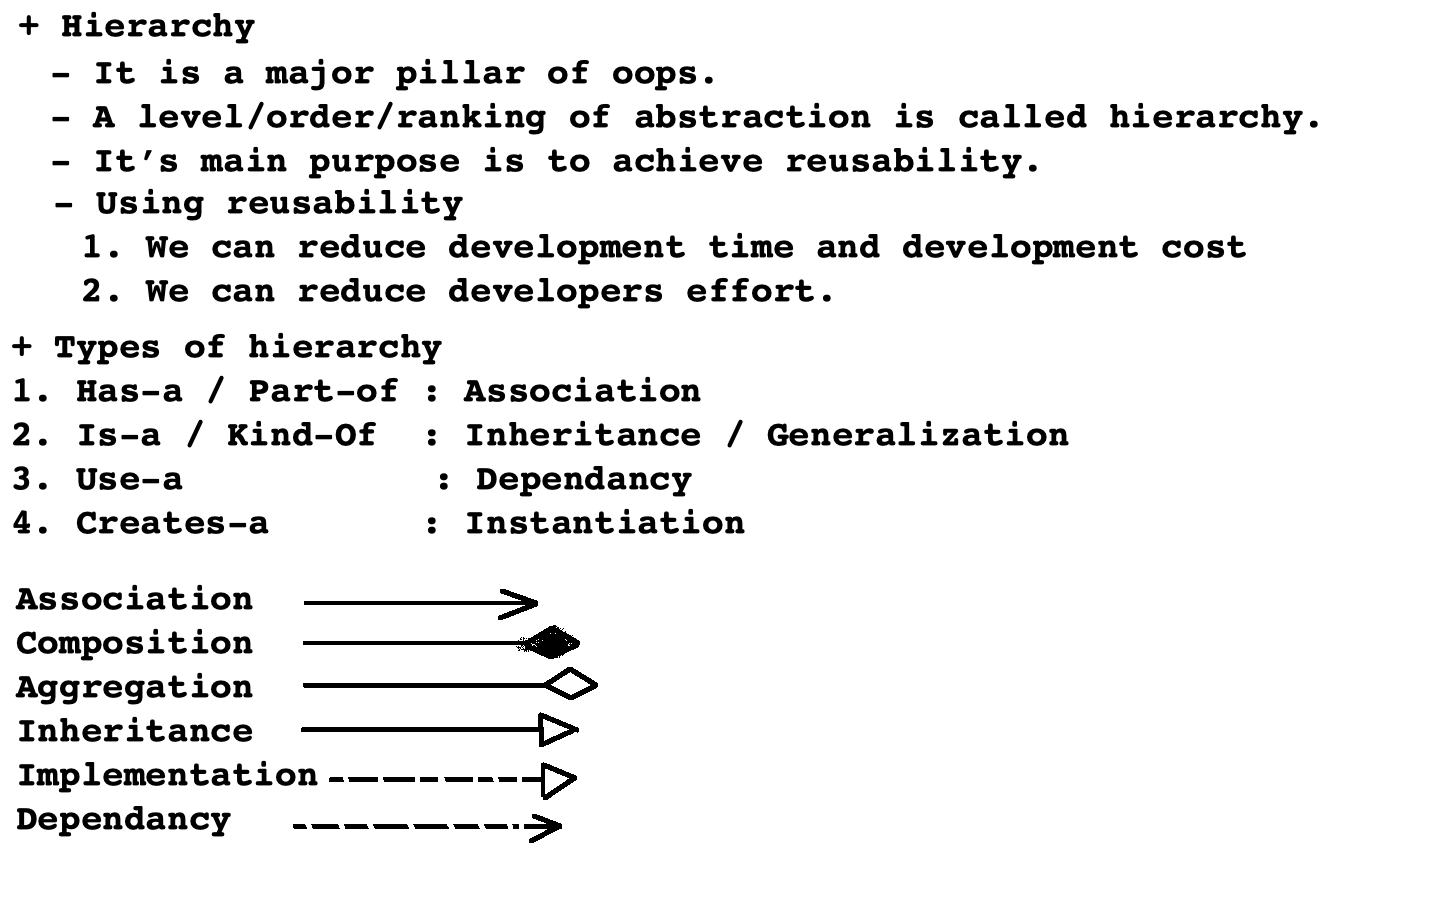 + Hierarchy
- It is a major pillar of oops.
- A level/order/ranking of abstraction is called hierarchy.
- It’s main purpose is to achieve reusability.
- Using reusability
1. We can reduce development time and development cost
2. We can reduce developers effort.
+ Types of hierarchy
1. Has-a / Part-of : Association
2. Is-a / Kind-Of : Inheritance / Generalization
3. Use-a : Dependancy
4. Creates-a : Instantiation
Association
Composition
Aggregation
Inheritance
Implementation
Dependancy